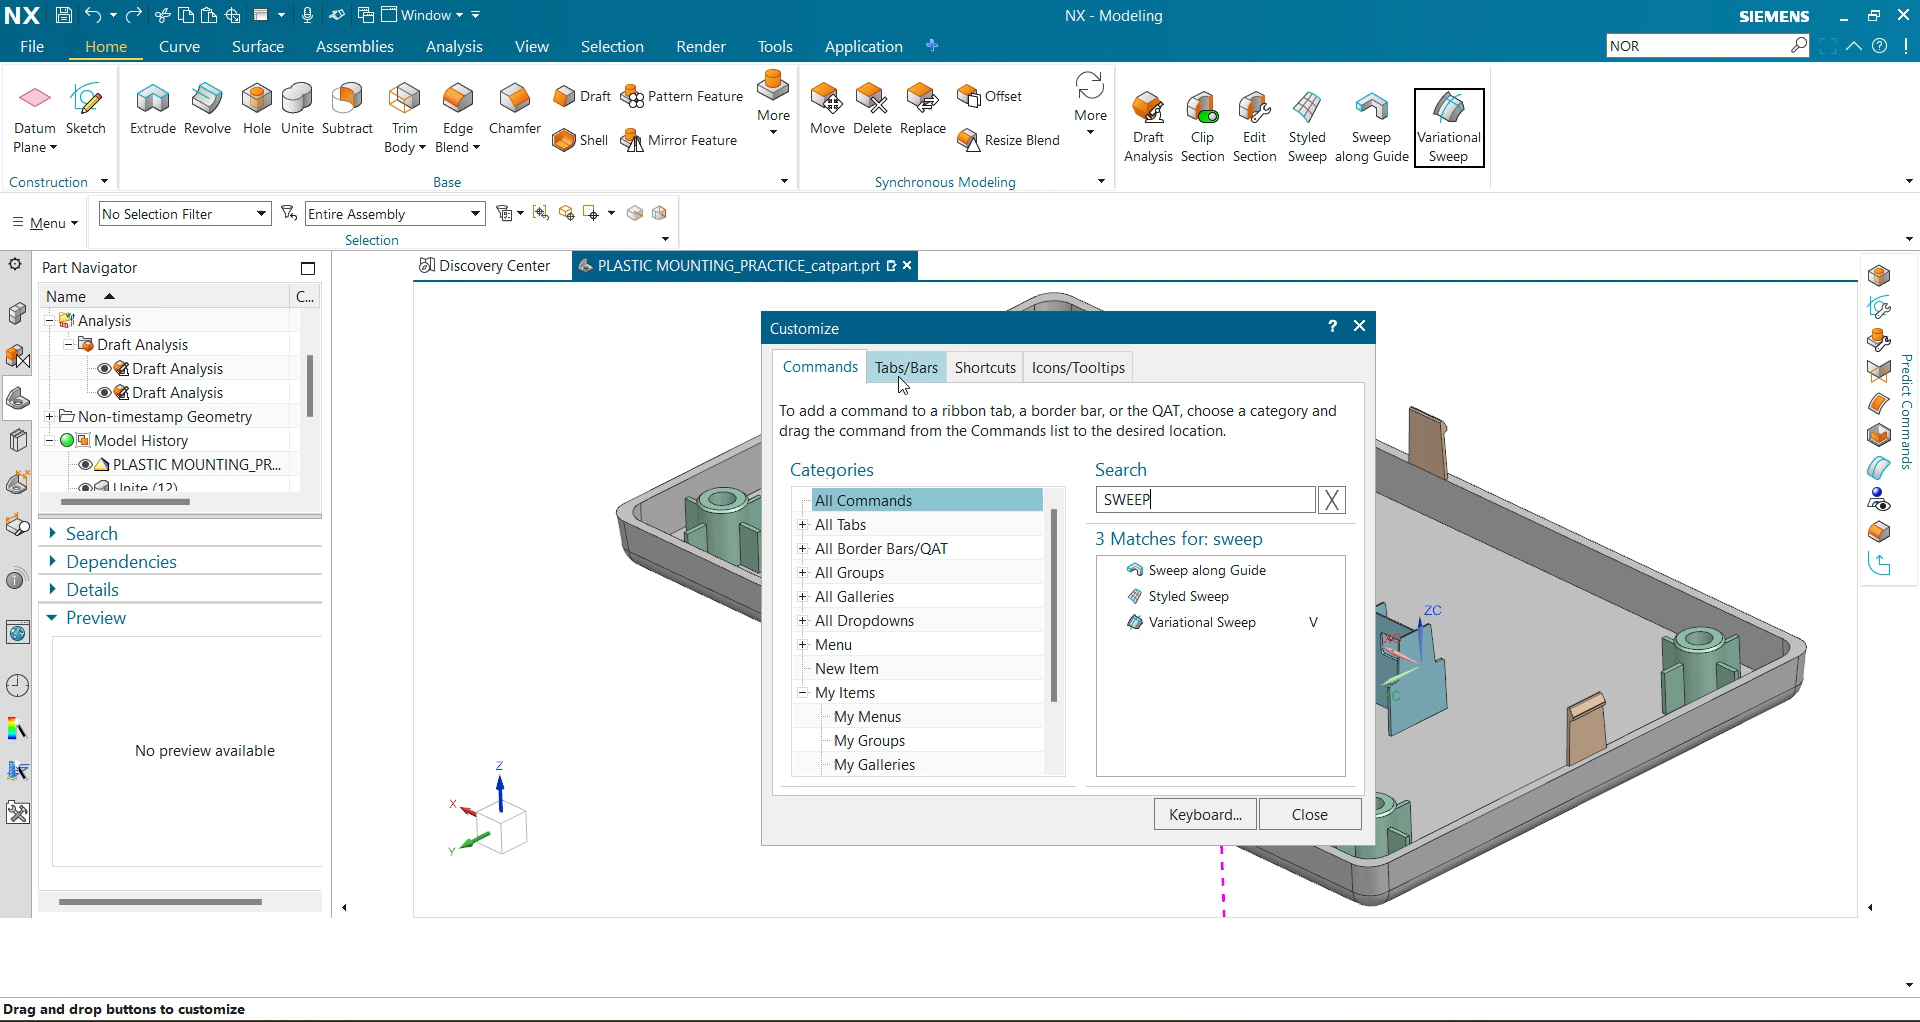 NX
Window
NX - Modeling
SIEMENS
File
Home
Curve
Surface
Assemblies
Analysis
View
Selection
Render
Tools
Application
NOR
Datum Plane
Sketch
Construction
Extrude
Revolve
Hole
Unite
Subtract
Trim Body
Edge Blend
Chamfer
Draft
Shell
Pattern Feature
Mirror Feature
More
Base
Move
Delete
Replace
Offset
Resize Blend
More
Synchronous Modeling
Draft Analysis
Clip Section
Edit Section
Styled Sweep
Sweep along Guide
Variational Sweep
Menu
No Selection Filter
Entire Assembly
Selection
Part Navigator
Name
C...
Analysis
Draft Analysis
Draft Analysis
Draft Analysis
Non-timestamp Geometry
Model History
PLASTIC MOUNTING_PR...
Unite (12)
Search
Dependencies
Details
Preview
No preview available
Discovery Center
PLASTIC MOUNTING_PRACTICE_catpart.prt
Z
X
Y
Customize
Commands
Tabs/Bars
Shortcuts
Icons/Tooltips
To add a command to a ribbon tab, a border bar, or the QAT, choose a category and
drag the command from the Commands list to the desired location.
Categories
All Commands
All Tabs
All Border Bars/QAT
All Groups
All Galleries
All Dropdowns
Menu
New Item
My Items
My Menus
My Groups
My Galleries
Search
SWEEP
X
3 Matches for: sweep
Sweep along Guide
Styled Sweep
Variational Sweep V
Keyboard...
Close
ZC
Predict Commands
Drag and drop buttons to customize